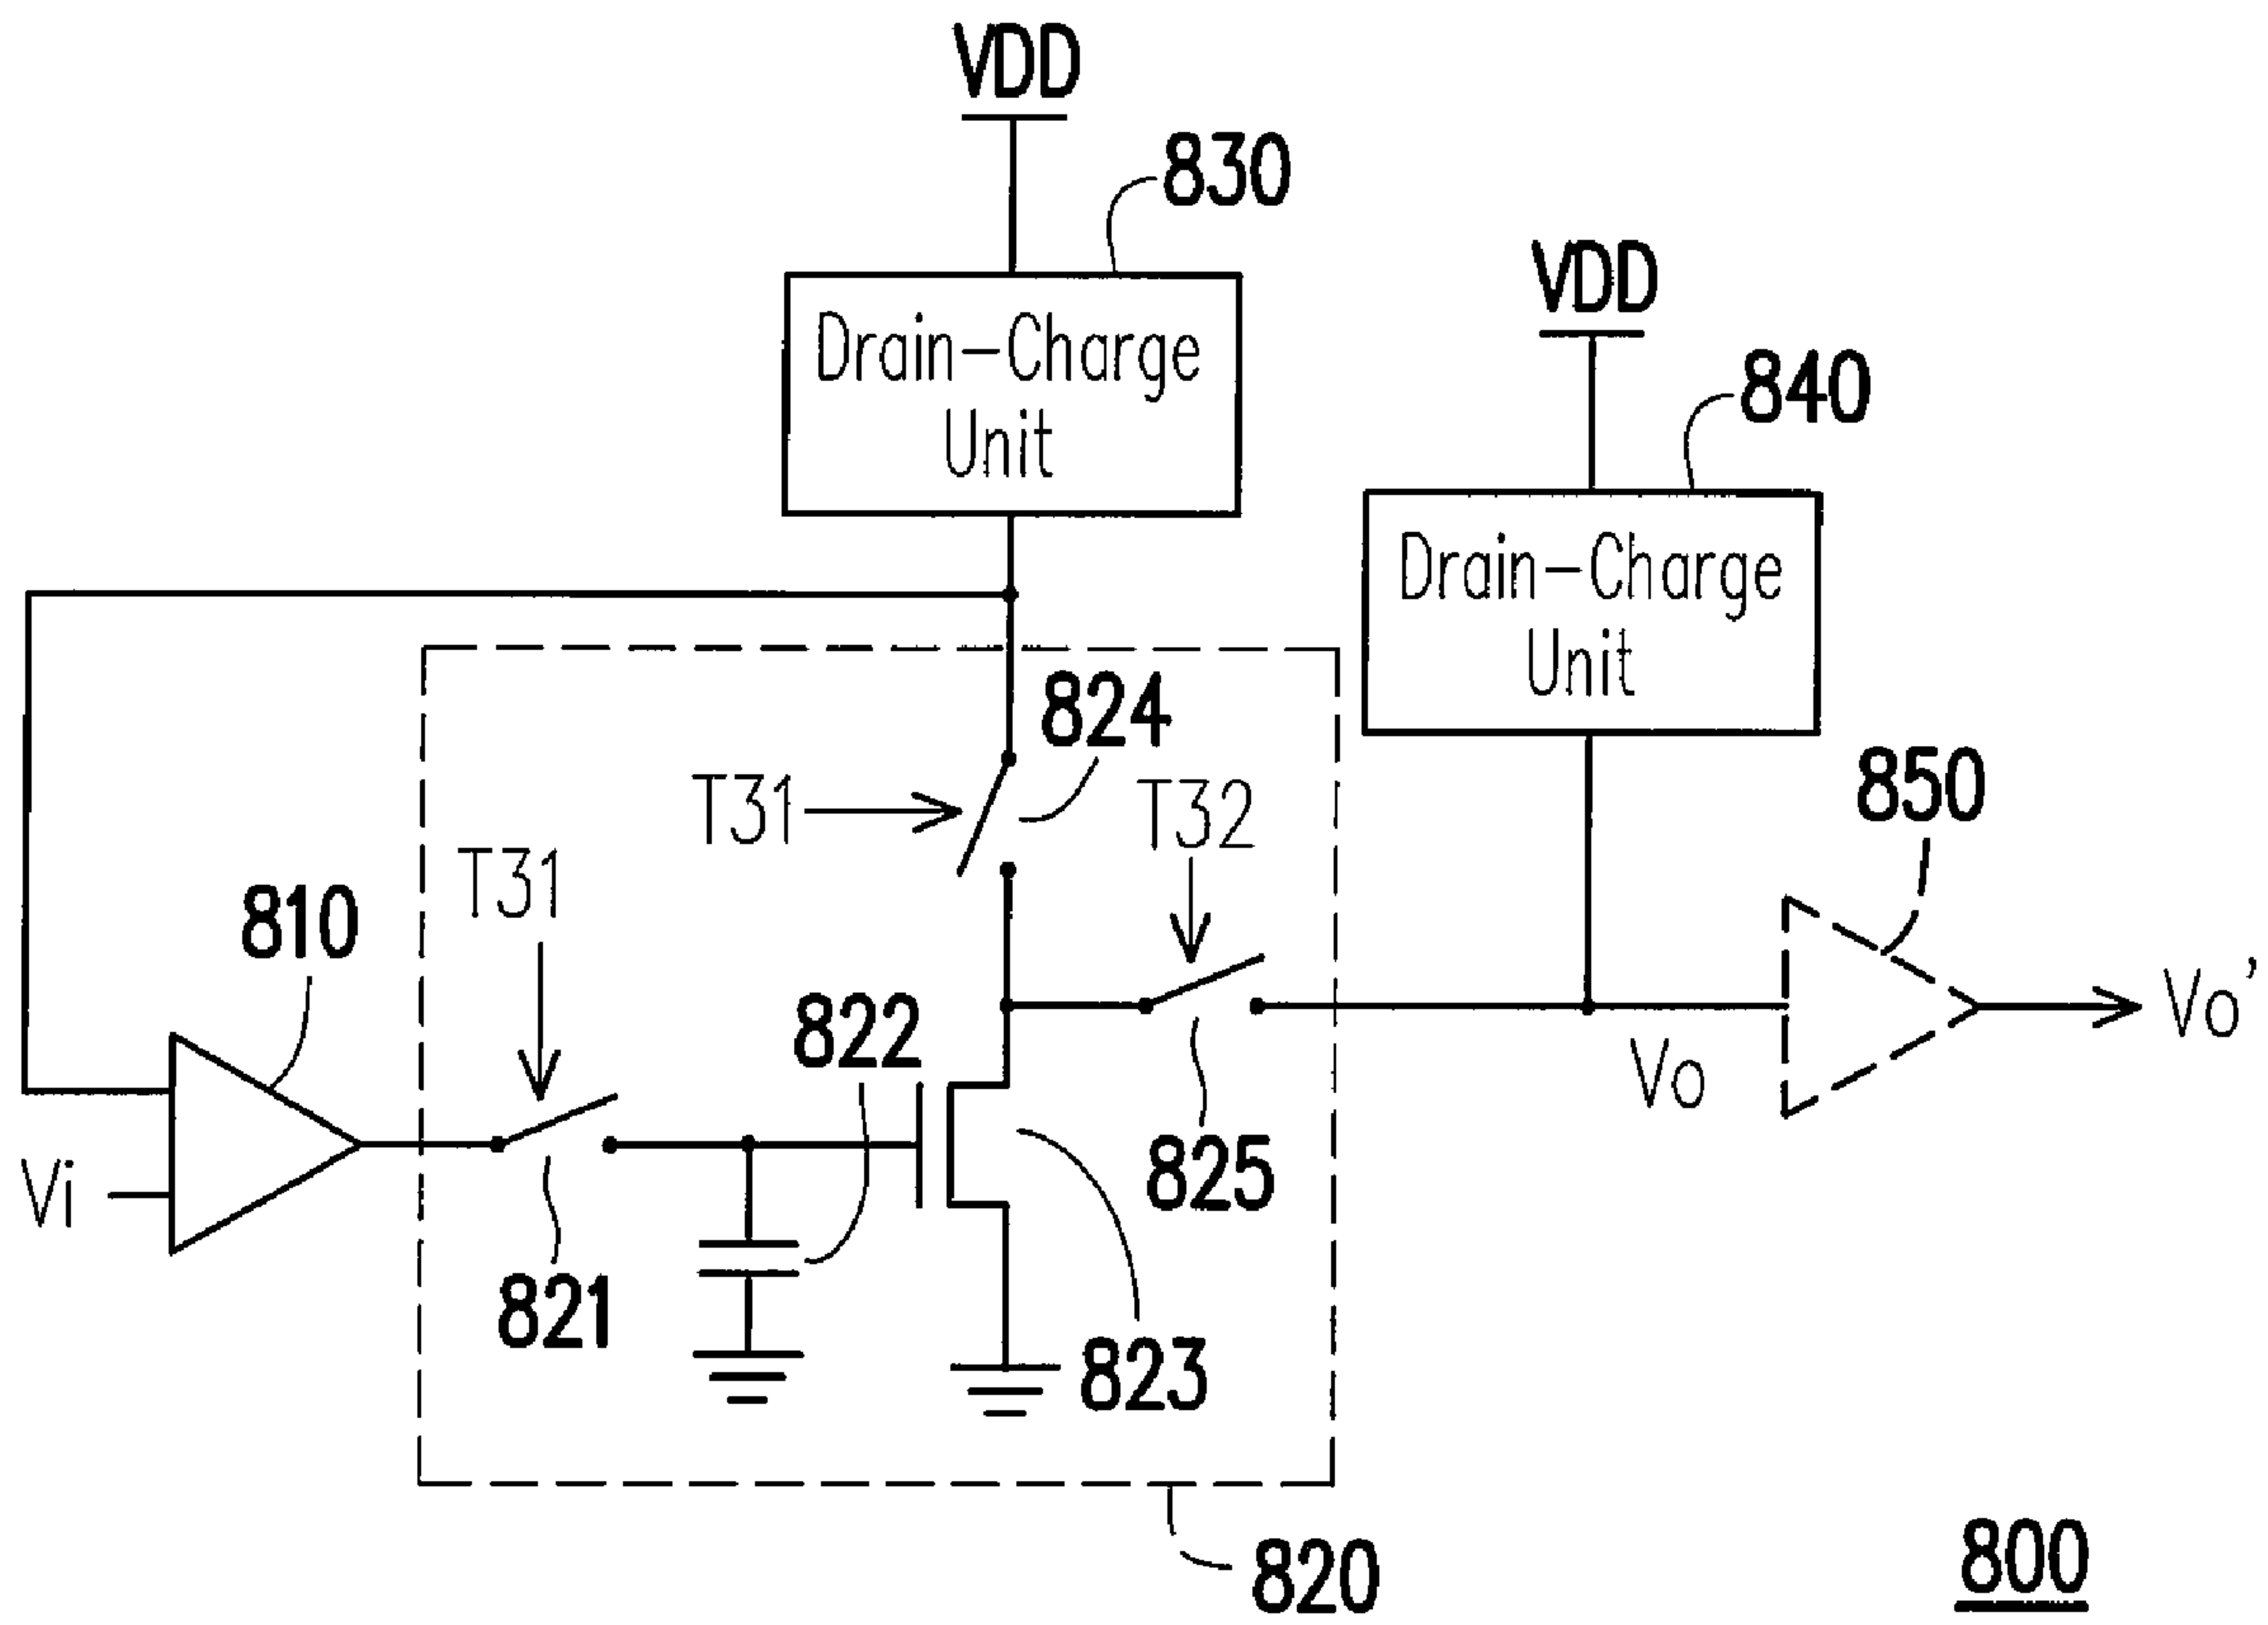 VDD
830
Drain-Charge
Unit
VDD
840
Drain-Charge
Unit
824
T31
T32
850
T31
810
822
Vo'
Vo
Vi
825
821
823
820
800